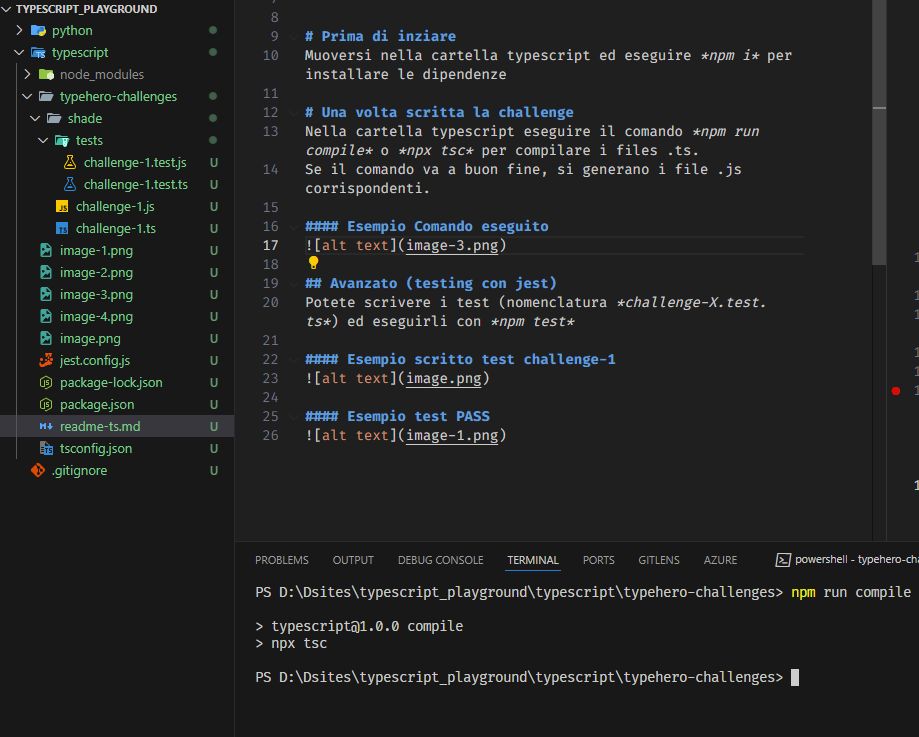 TYPESCRIPT_PLAYGROUND
python
typescript
node_modules
typehero-challenges
shade
tests
challenge-1.test.js U
challenge-1.test.ts U
JS challenge-1.js U
TS challenge-1.ts U
image-1.png U
image-2.png U
image-3.png U
image-4.png U
image.png U
jest.config.js U
package-lock.json U
package.json U
readme-ts.md U
tsconfig.json U
.gitignore U
8
9 # Prima di inziare
10 Muoversi nella cartella typescript ed eseguire *npm i* per
installare le dipendenze
11
12 # Una volta scritta la challenge
13 Nella cartella typescript eseguire il comando *npm run
compile* o *npx tsc* per compilare i files .ts.
14 Se il comando va a buon fine, si generano i file .js
corrispondenti.
15
16 #### Esempio Comando eseguito
17 ![alt text](image-3.png)
18
19 ## Avanzato (testing con jest)
20 Potete scrivere i test (nomenclatura *challenge-X.test.
ts*) ed eseguirli con *npm test*
21
22 #### Esempio scritto test challenge-1
23 ![alt text](image.png)
24
25 #### Esempio test PASS
26 ![alt text](image-1.png)
PROBLEMS OUTPUT DEBUG CONSOLE TERMINAL PORTS GITLENS AZURE powershell - typehero-cha
PS D:\Dsites\typescript_playground\typescript\typehero-challenges> npm run compile
> typescript@1.0.0 compile
> npx tsc
PS D:\Dsites\typescript_playground\typescript\typehero-challenges>